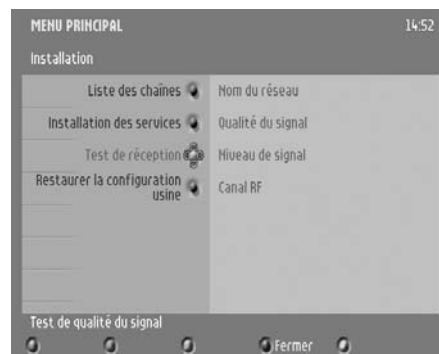 MENU PRINCIPAL 14:52
Installation
Liste des chaînes
Nom du réseau
Installation des services
Qualité du signal
Test de réception
Niveau de signal
Restaurer la configuration
usine
Canal RF
Test de qualité du signal
Fermer